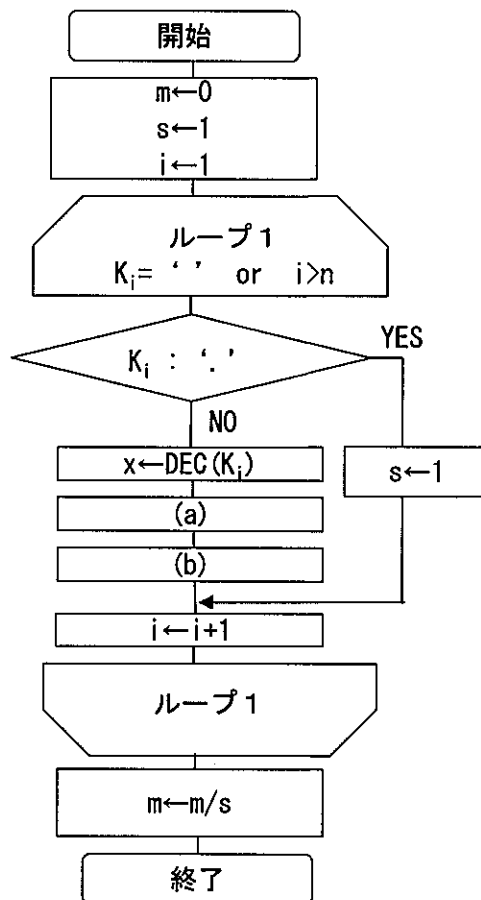 開始
m←0
s←1
i←1
ループ1
Kᵢ= ‘ ’ or i>n
Kᵢ : ‘.’
YES
NO
x←DEC(Kᵢ)
s←1
(a)
(b)
i←i+1
ループ1
m←m/s
終了